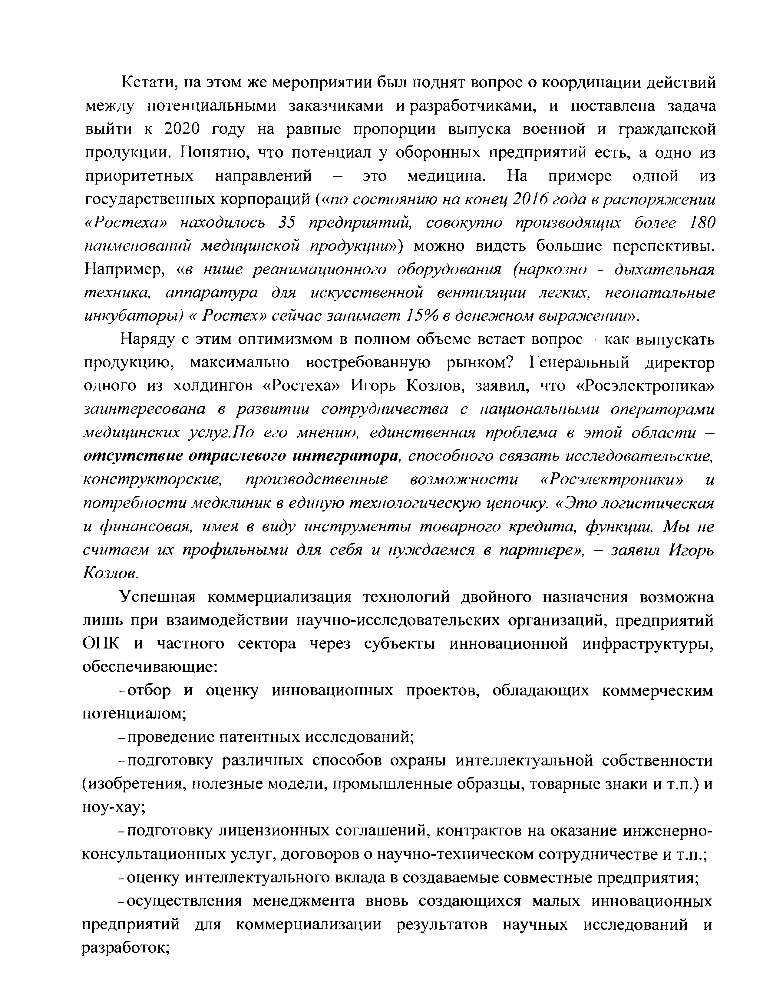 Кстати, на этом же мероприятии был поднят вопрос о координации действий
между потенциальными заказчиками и разработчиками, и поставлена задача
выйти к 2020 году на равные пропорции выпуска военной и гражданской
продукции. Понятно, что потенциал у оборонных предприятий есть, а одно из
приоритетных направлений – это медицина. На примере одной из
государственных корпораций («по состоянию на конец 2016 года в распоряжении
«Ростеха» находилось 35 предприятий, совокупно производящих более 180
наименований медицинской продукции») можно видеть большие перспективы.
Например, «в нише реанимационного оборудования (наркозно - дыхательная
техника, аппаратура для искусственной вентиляции легких, неонатальные
инкубаторы) « Ростех» сейчас занимает 15% в денежном выражении».
Наряду с этим оптимизмом в полном объеме встает вопрос – как выпускать
продукцию, максимально востребованную рынком? Генеральный директор
одного из холдингов «Ростеха» Игорь Козлов, заявил, что «Росэлектроника»
заинтересована в развитии сотрудничества с национальными операторами
медицинских услуг.По его мнению, единственная проблема в этой области –
отсутствие отраслевого интегратора, способного связать исследовательские,
конструкторские, производственные возможности «Росэлектроники» и
потребности медклиник в единую технологическую цепочку. «Это логистическая
и финансовая, имея в виду инструменты товарного кредита, функции. Мы не
считаем их профильными для себя и нуждаемся в партнере», – заявил Игорь
Козлов.
Успешная коммерциализация технологий двойного назначения возможна
лишь при взаимодействии научно-исследовательских организаций, предприятий
ОПК и частного сектора через субъекты инновационной инфраструктуры,
обеспечивающие:
– отбор и оценку инновационных проектов, обладающих коммерческим
потенциалом;
– проведение патентных исследований;
– подготовку различных способов охраны интеллектуальной собственности
(изобретения, полезные модели, промышленные образцы, товарные знаки и т.п.) и
ноу-хау;
– подготовку лицензионных соглашений, контрактов на оказание инженерно-
консультационных услуг, договоров о научно-техническом сотрудничестве и т.п.;
– оценку интеллектуального вклада в создаваемые совместные предприятия;
– осуществления менеджмента вновь создающихся малых инновационных
предприятий для коммерциализации результатов научных исследований и
разработок;